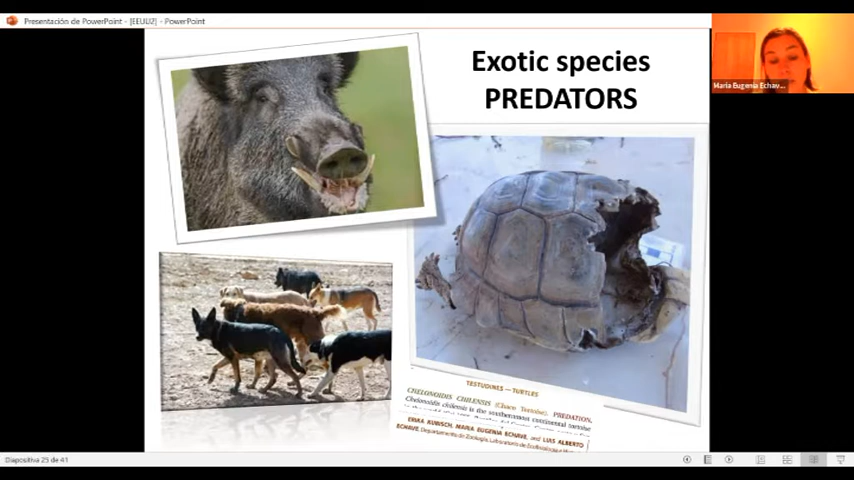 Presentación de PowerPoint - [EEUU2] - PowerPoint
Maria Eugenia Echav...
Exotic species
PREDATORS
TESTUDINES — TURTLES
CHELONOIDIS CHILENSIS (Chaco Tortoise). PREDATION.
Chelonoidis chilensis is the southernmost continental tortoise
ERIKA KUBISCH, MARIA EUGENIA ECHAVE, and LUIS ALBERTO
ECHAVE, Departamento de Zoología, Laboratorio de
Diapositiva 25 de 41